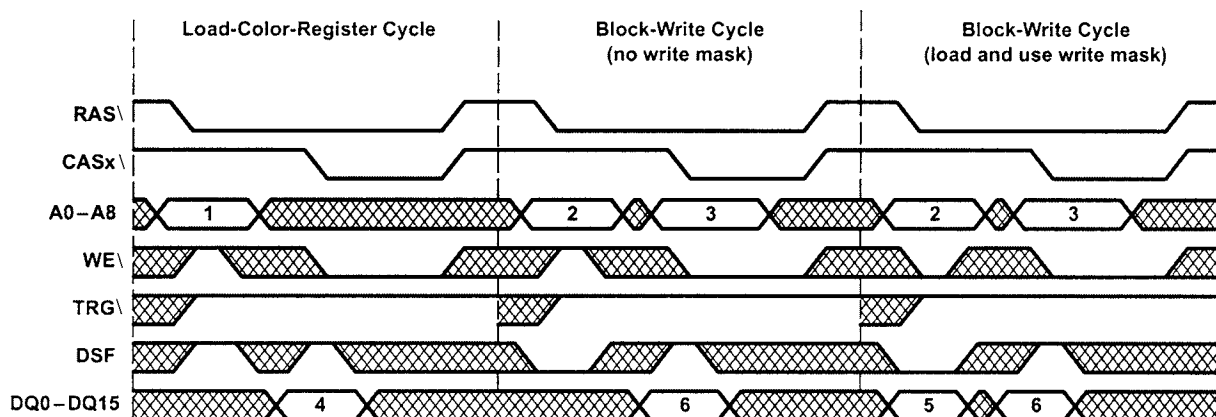 Load-Color-Register Cycle
Block-Write Cycle
(no write mask)
Block-Write Cycle
(load and use write mask)
RAS\
CASx\
A0–A8 1 2 3 2 3
WE\
TRG\
DSF
DQ0–DQ15 4 6 5 6